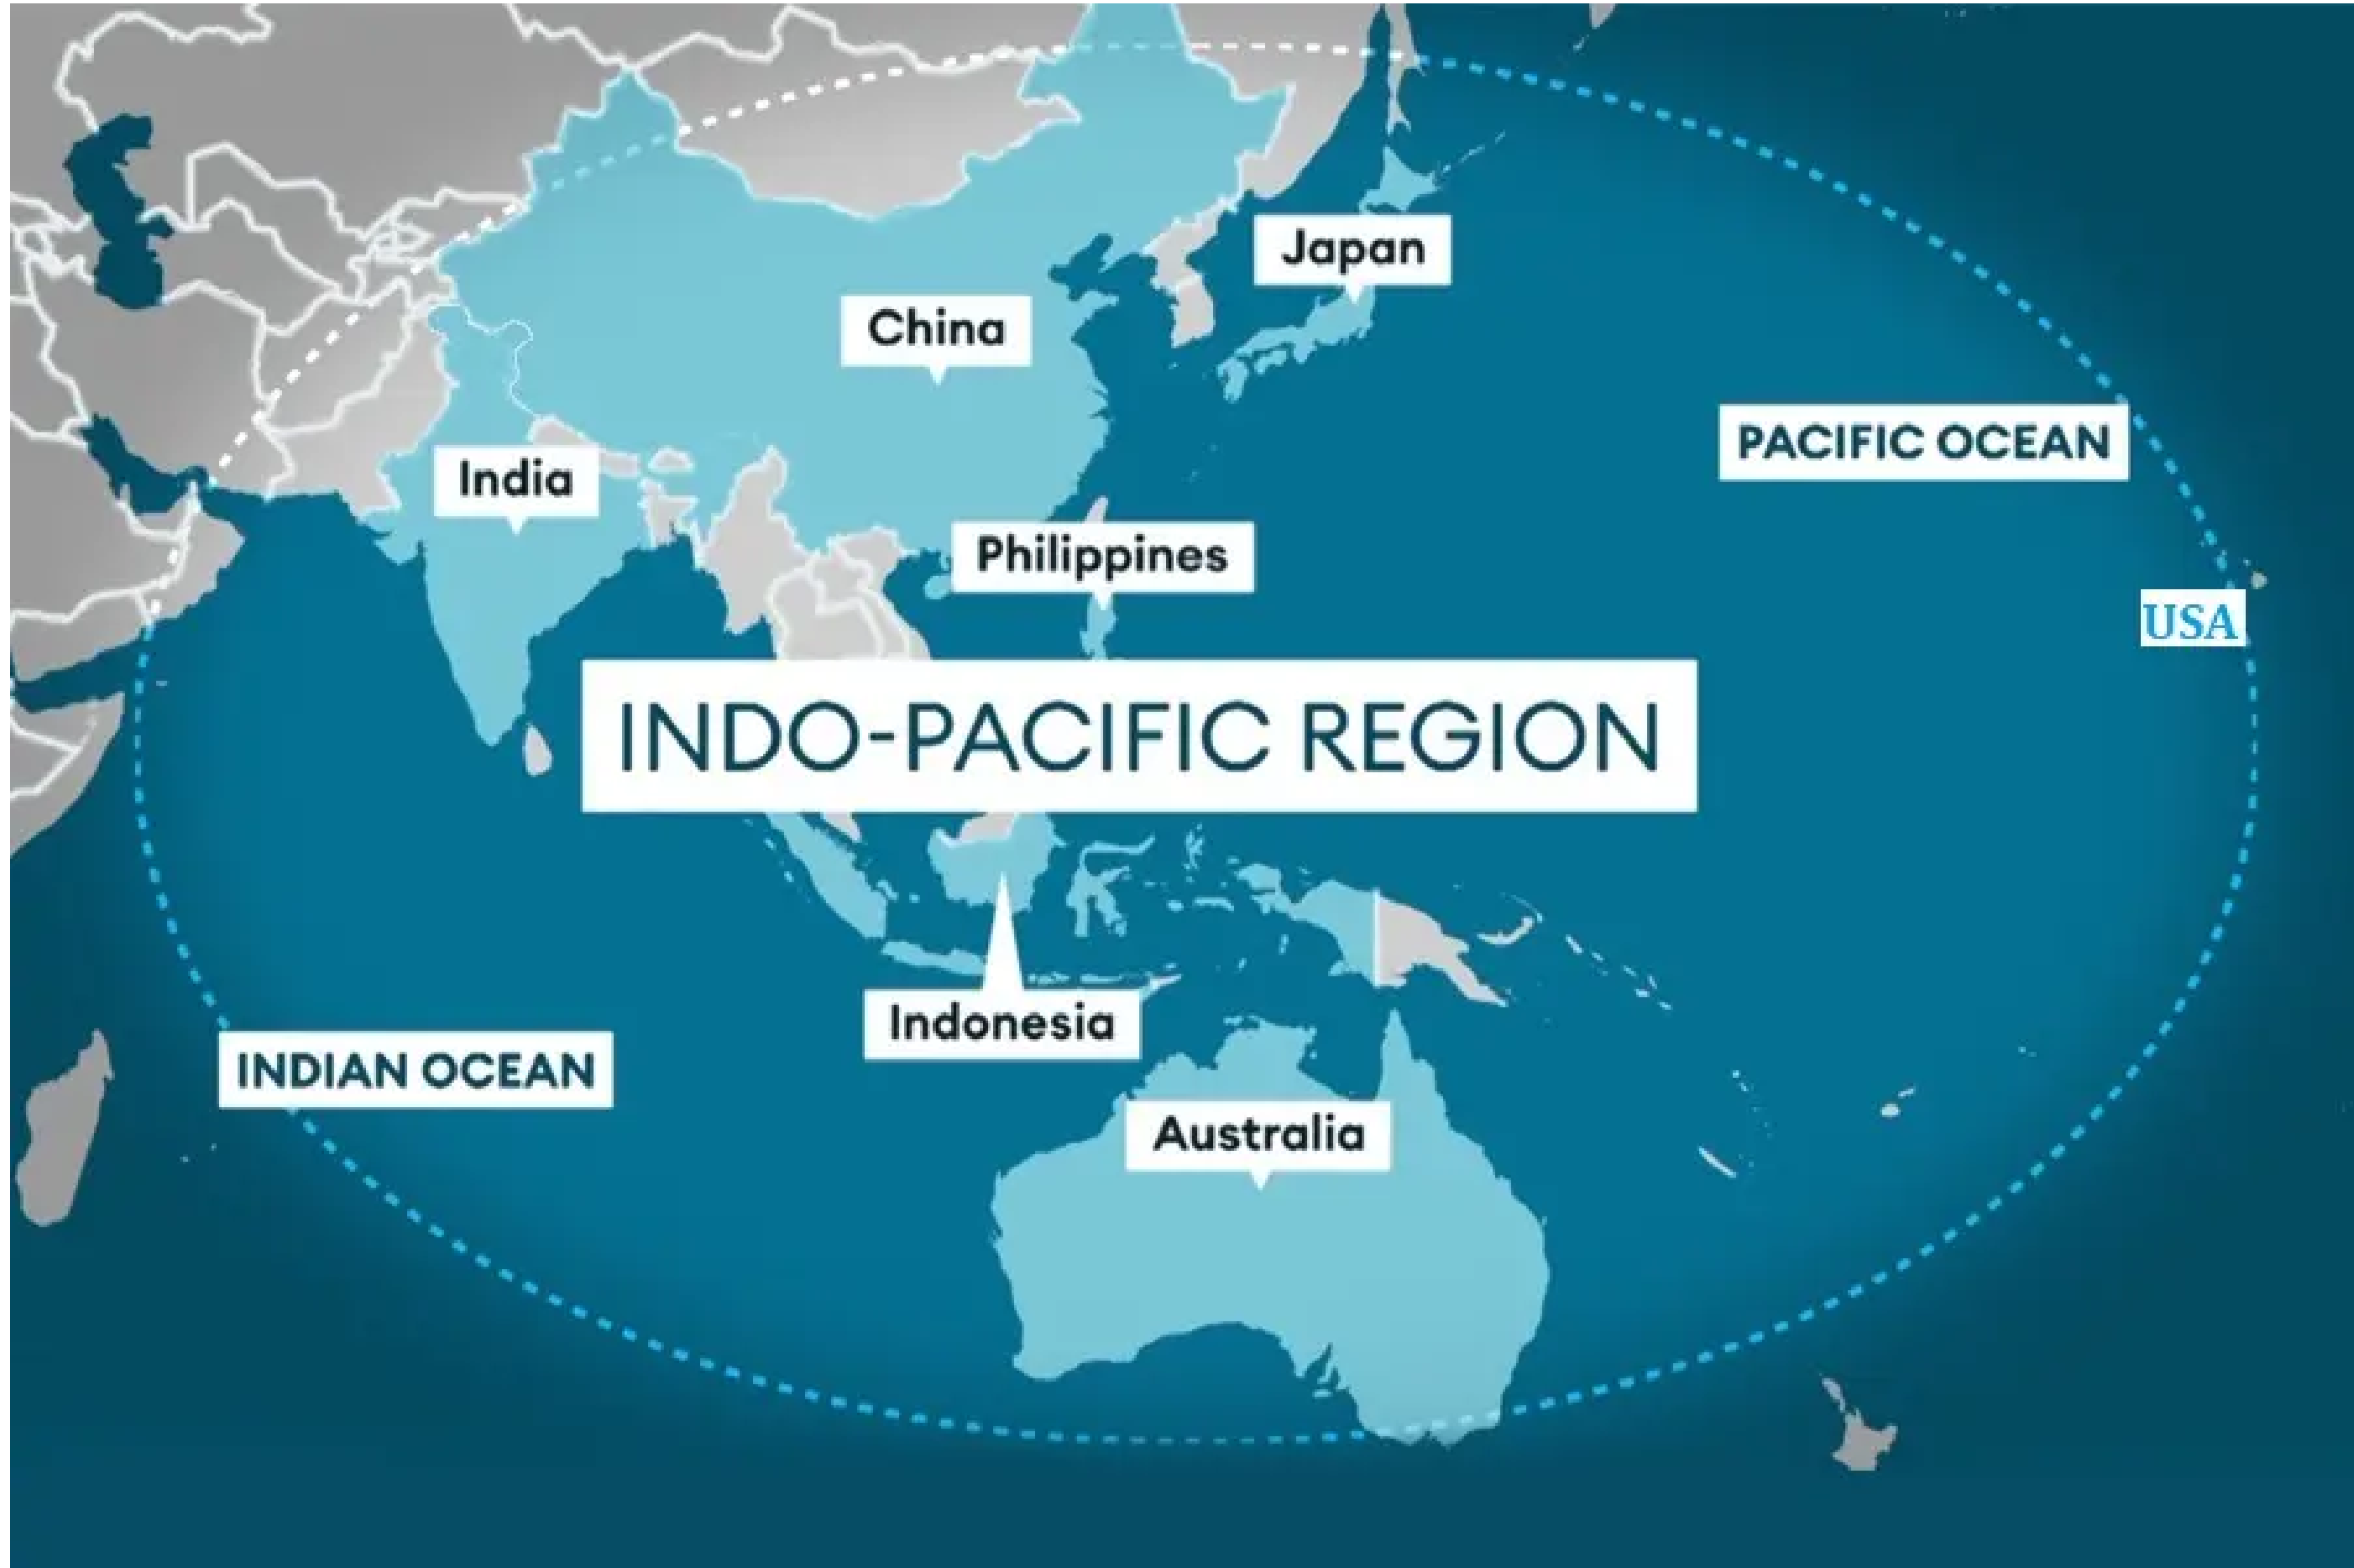 Japan
China
PACIFIC OCEAN
India
Philippines
USA
INDO-PACIFIC REGION
Indonesia
INDIAN OCEAN
Australia